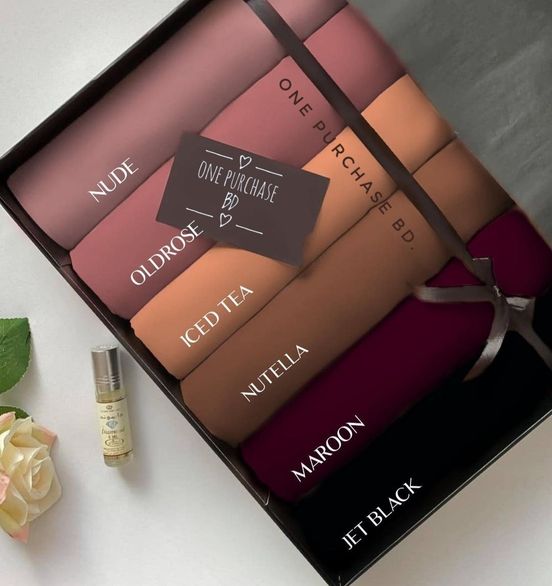 ONE PURCHASE BD.
ONE PURCHASE
BD
NUDE
OLDROSE
ICED TEA
NUTELLA
MAROON
JET BLACK